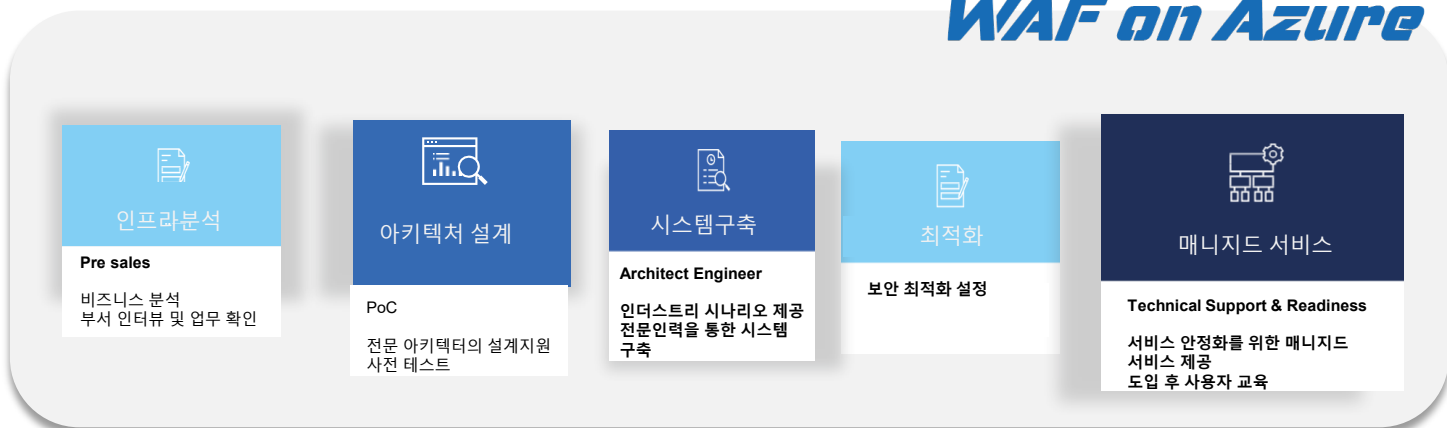 WAF on Azure
인프라분석
Pre sales
비즈니스 분석
부서 인터뷰 및 업무 확인
아키텍처 설계
PoC
전문 아키텍터의 설계지원
사전 테스트
시스템구축
Architect Engineer
인더스트리 시나리오 제공
전문인력을 통한 시스템
구축
최적화
보안 최적화 설정
매니지드 서비스
Technical Support & Readiness
서비스 안정화를 위한 매니지드
서비스 제공
도입 후 사용자 교육